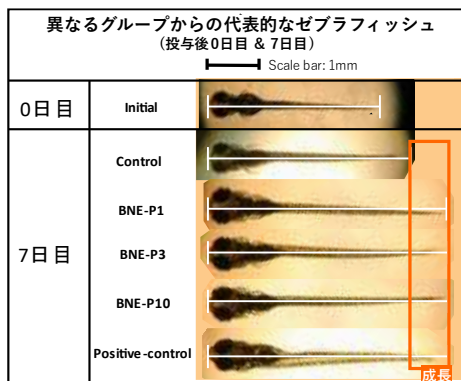 異なるグループからの代表的なゼブラフィッシュ
(投与後0日目 & 7日目)
Scale bar: 1mm
0日目
Initial
7日目
Control
BNE-P1
BNE-P3
BNE-P10
Positive-control
成長